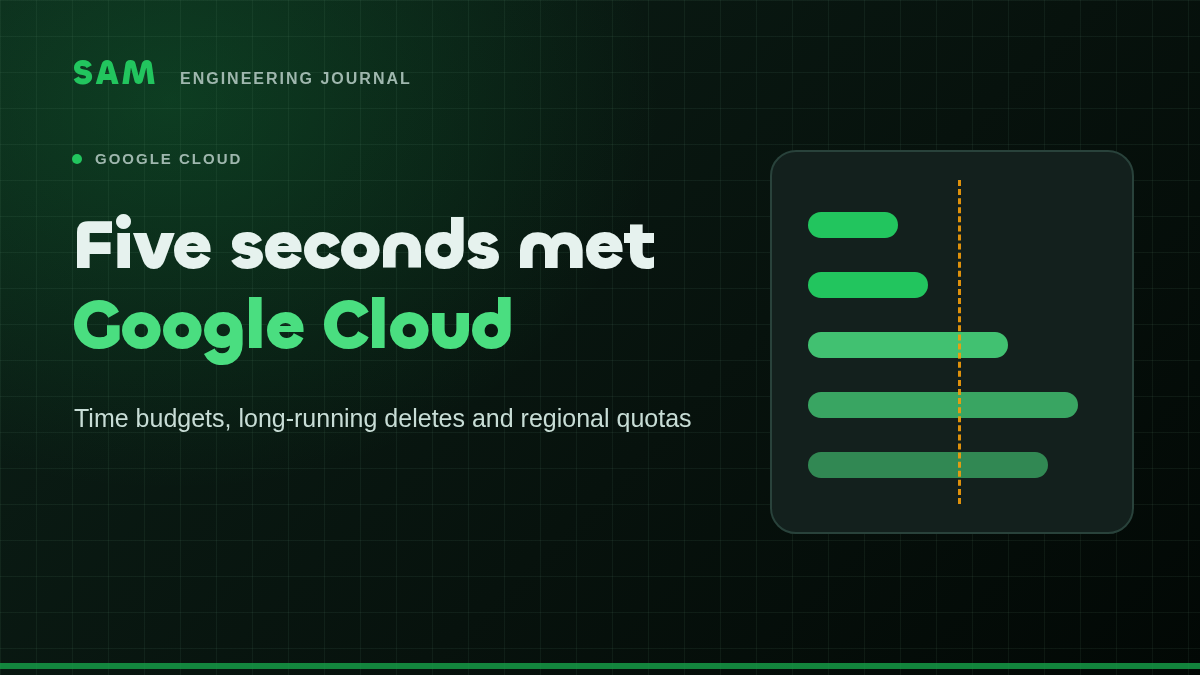 SAM ENGINEERING JOURNAL
GOOGLE CLOUD
Five seconds met
Google Cloud
Time budgets, long-running deletes and regional quotas